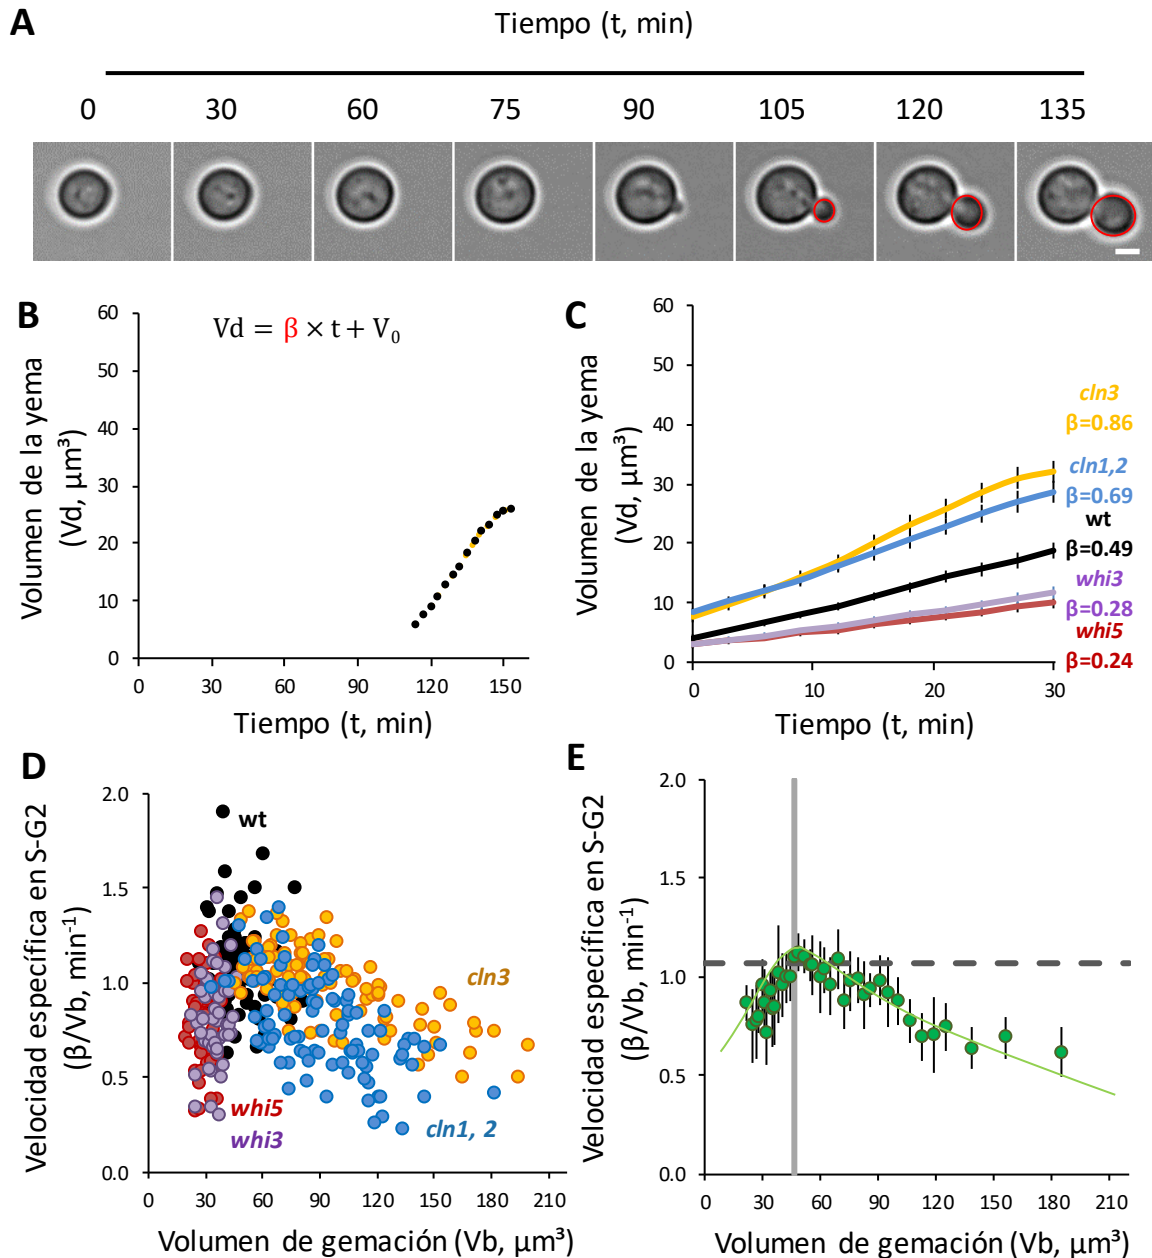 A
Tiempo (t, min)
0 30 60 75 90 105 120 135
B
Vd = β × t + V₀
Volumen de la yema
(Vd, µm³)
60
50
40
30
20
10
0
0 30 60 90 120 150
Tiempo (t, min)
C
Volumen de la yema
(Vd, µm³)
60
50
40
30
20
10
0
0 10 20 30
Tiempo (t, min)
cln3
β=0.86
cln1,2
β=0.69
wt
β=0.49
whi3
β=0.28
whi5
β=0.24
D
Velocidad específica en S-G2
(β/Vb, min⁻¹)
2.0
1.5
1.0
0.5
0.0
wt
cln3
whi5
whi3
cln1, 2
0 30 60 90 120 150 180 210
Volumen de gemación (Vb, µm³)
E
Velocidad específica en S-G2
(β/Vb, min⁻¹)
2.0
1.5
1.0
0.5
0.0
0 30 60 90 120 150 180 210
Volumen de gemación (Vb, µm³)